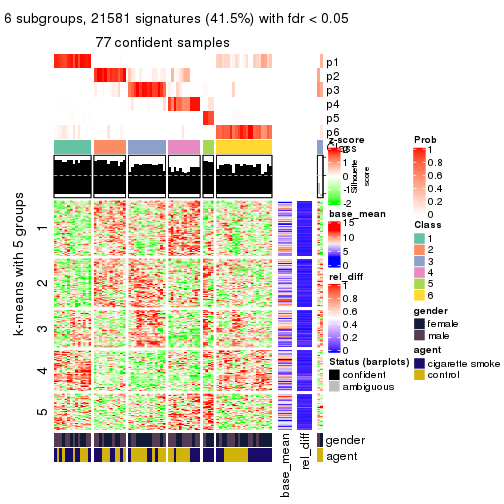 6 subgroups, 21581 signatures (41.5%) with fdr < 0.05
77 confident samples
p1
p2
p3
p4
p5
p6
Class
Silhouette
score
k-means with 5 groups
1
2
3
4
5
gender
agent
base_mean
rel_diff
z-score
2
1
0
-1
-2
base_mean
15
10
5
0
rel_diff
1
0.8
0.6
0.4
0.2
0
Status (barplots)
confident
ambiguous
Prob
1
0.8
0.6
0.4
0.2
0
Class
1
2
3
4
5
6
gender
female
male
agent
cigarette smoke
control